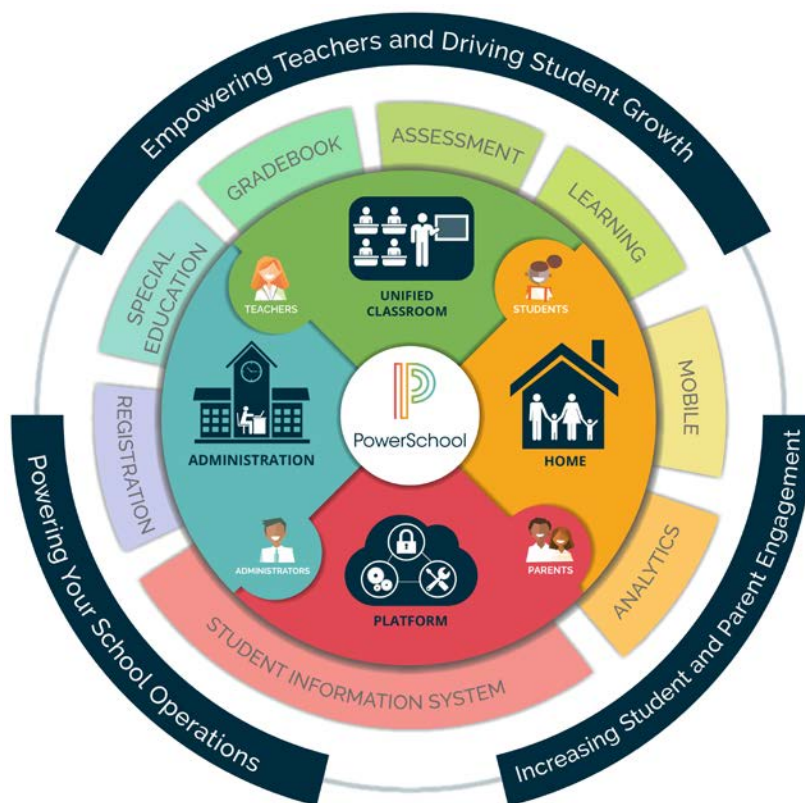 Empowering Teachers and Driving Student Growth
GRADEBOOK
ASSESSMENT
LEARNING
SPECIAL
EDUCATION
MOBILE
REGISTRATION
ANALYTICS
STUDENT INFORMATION SYSTEM
UNIFIED
CLASSROOM
TEACHERS
STUDENTS
PowerSchool
ADMINISTRATION
HOME
ADMINISTRATORS
PARENTS
PLATFORM
Powering Your School Operations
Increasing Student and Parent Engagement